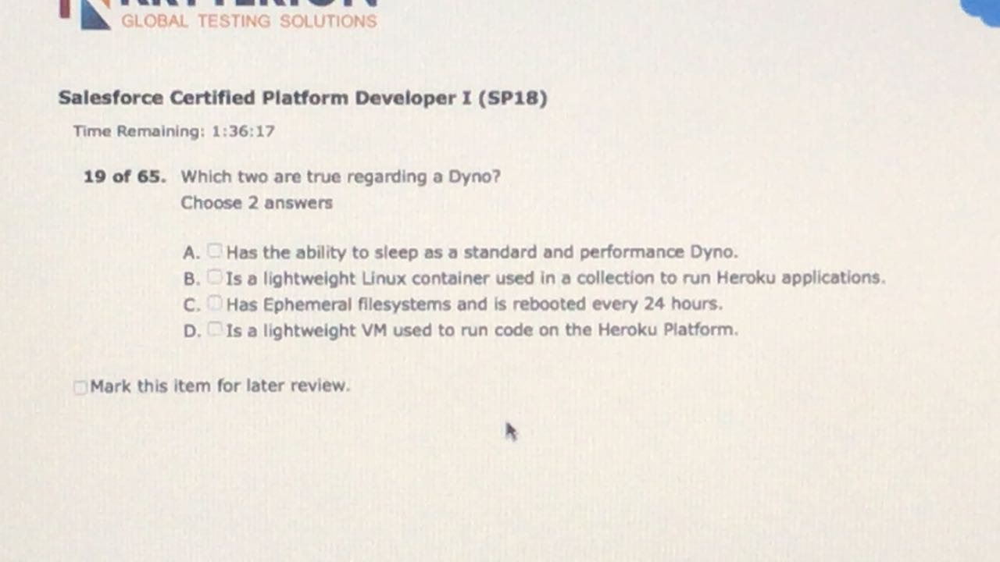 GLOBAL TESTING SOLUTIONS
Salesforce Certified Platform Developer I (SP18)
Time Remaining: 1:36:17
19 of 65. Which two are true regarding a Dyno?
Choose 2 answers
A. Has the ability to sleep as a standard and performance Dyno.
B. Is a lightweight Linux container used in a collection to run Heroku applications.
C. Has Ephemeral filesystems and is rebooted every 24 hours.
D. Is a lightweight VM used to run code on the Heroku Platform.
Mark this item for later review.